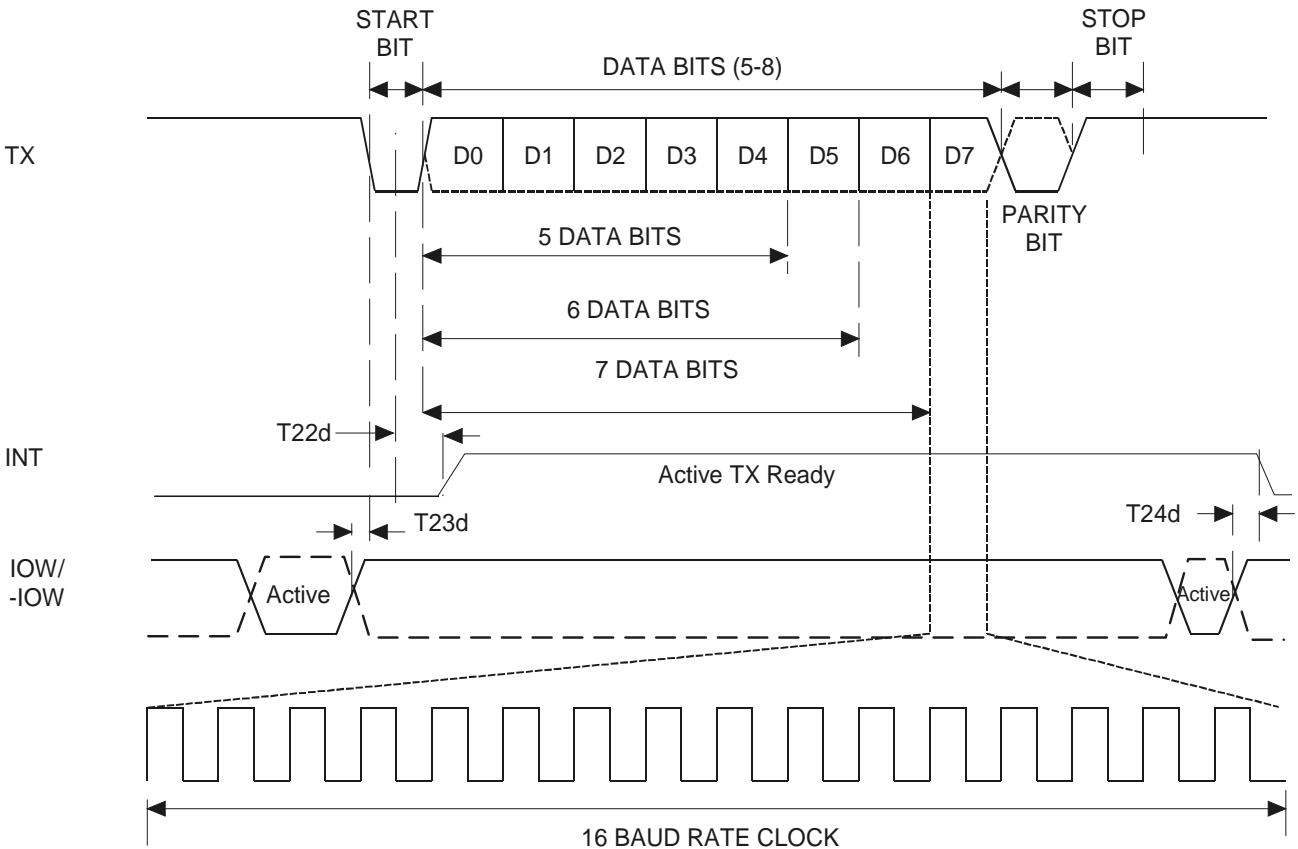 START
BIT
DATA BITS (5-8)
STOP
BIT
TX
D0 D1 D2 D3 D4 D5 D6 D7
PARITY
BIT
5 DATA BITS
6 DATA BITS
7 DATA BITS
T22d
INT
Active TX Ready
T23d
T24d
IOW/
-IOW
Active
Active
16 BAUD RATE CLOCK